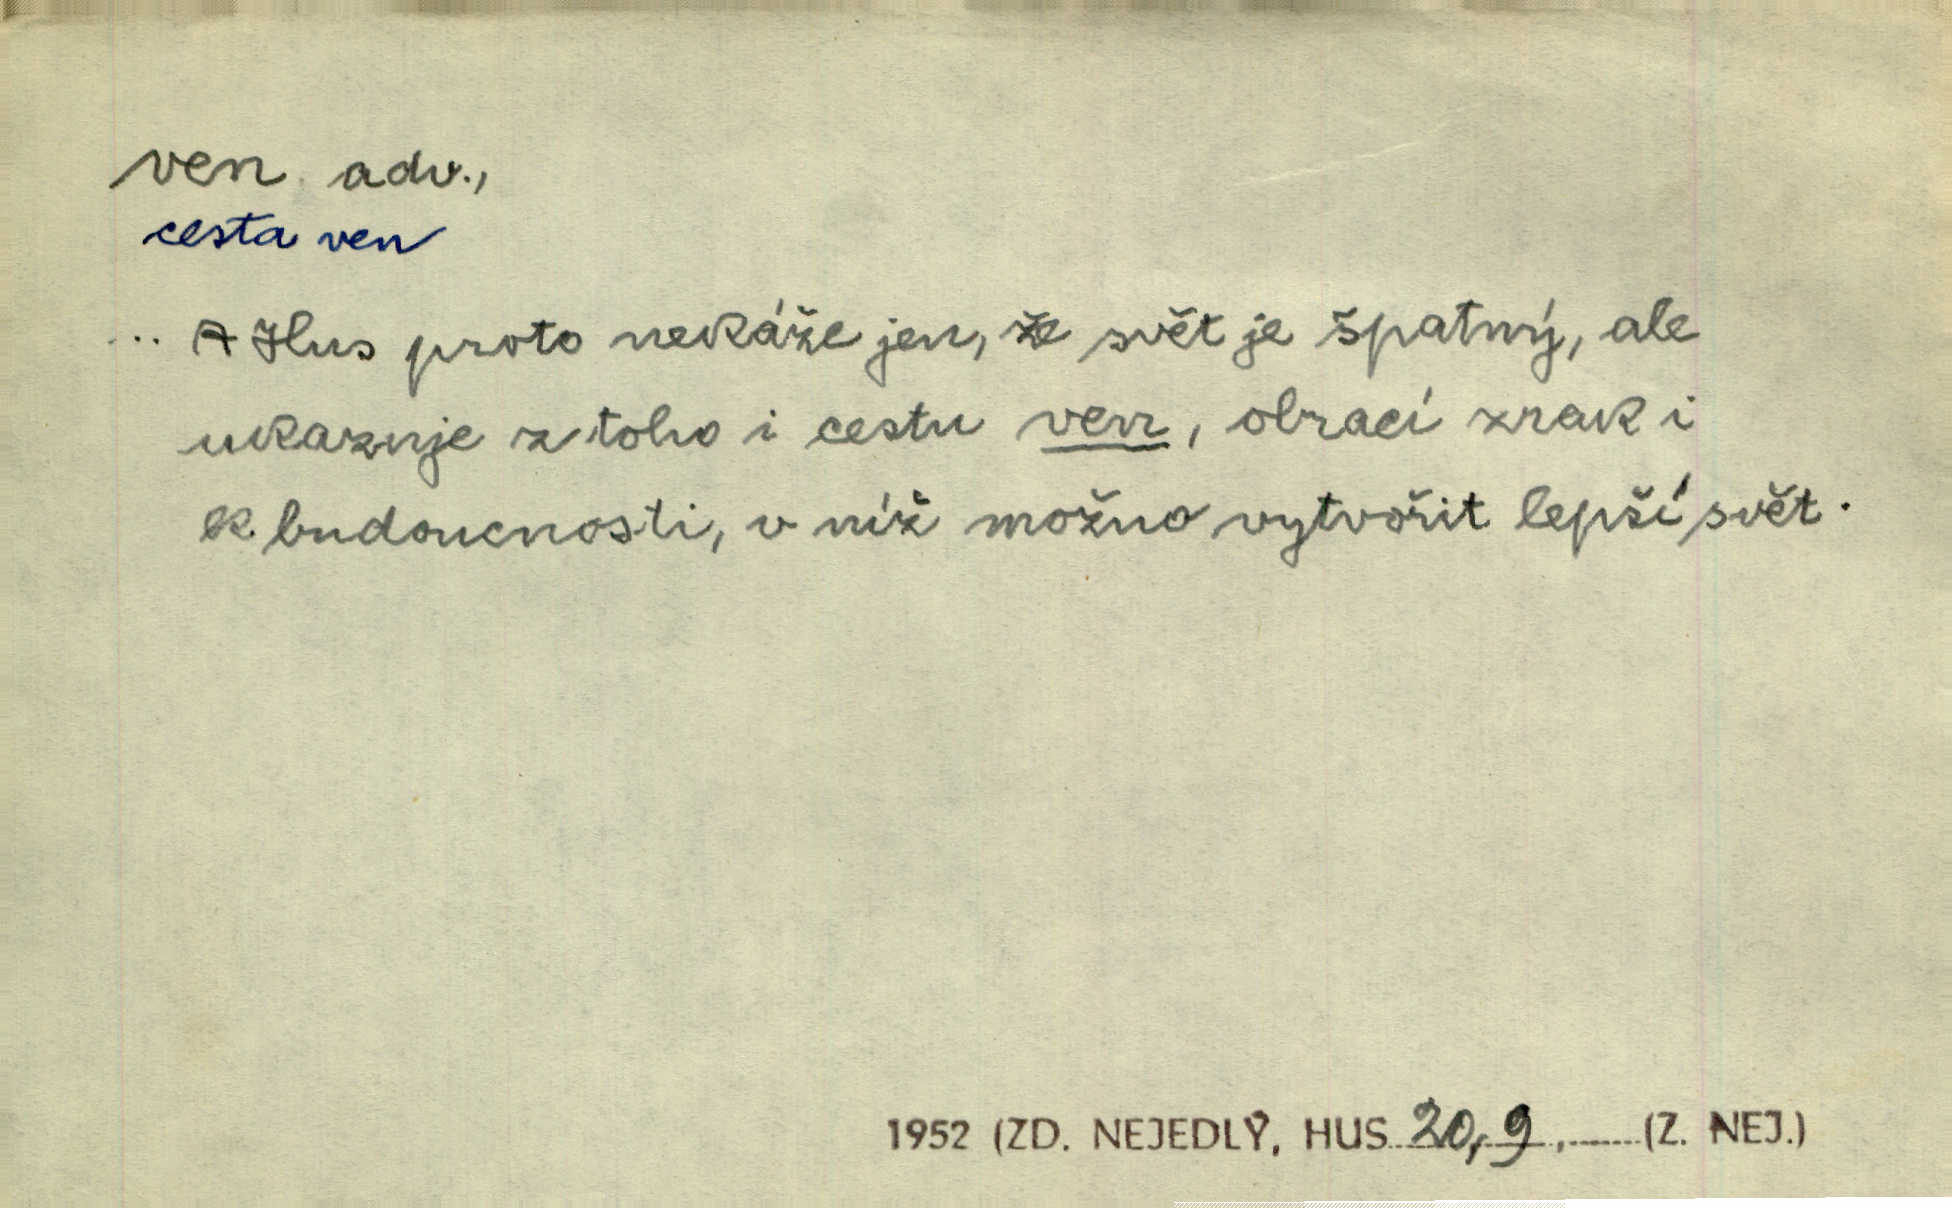 ven adv.,
cesta ven
... A Hus proto nekáže jen, že svět je špatný, ale
ukazuje z toho i cestu ven, obrací zrak i
k budoucnosti, v níž možno vytvořit lepší svět.
1952 (ZD. NEJEDLÝ, HUS 20, 9, (Z. NEJ.)